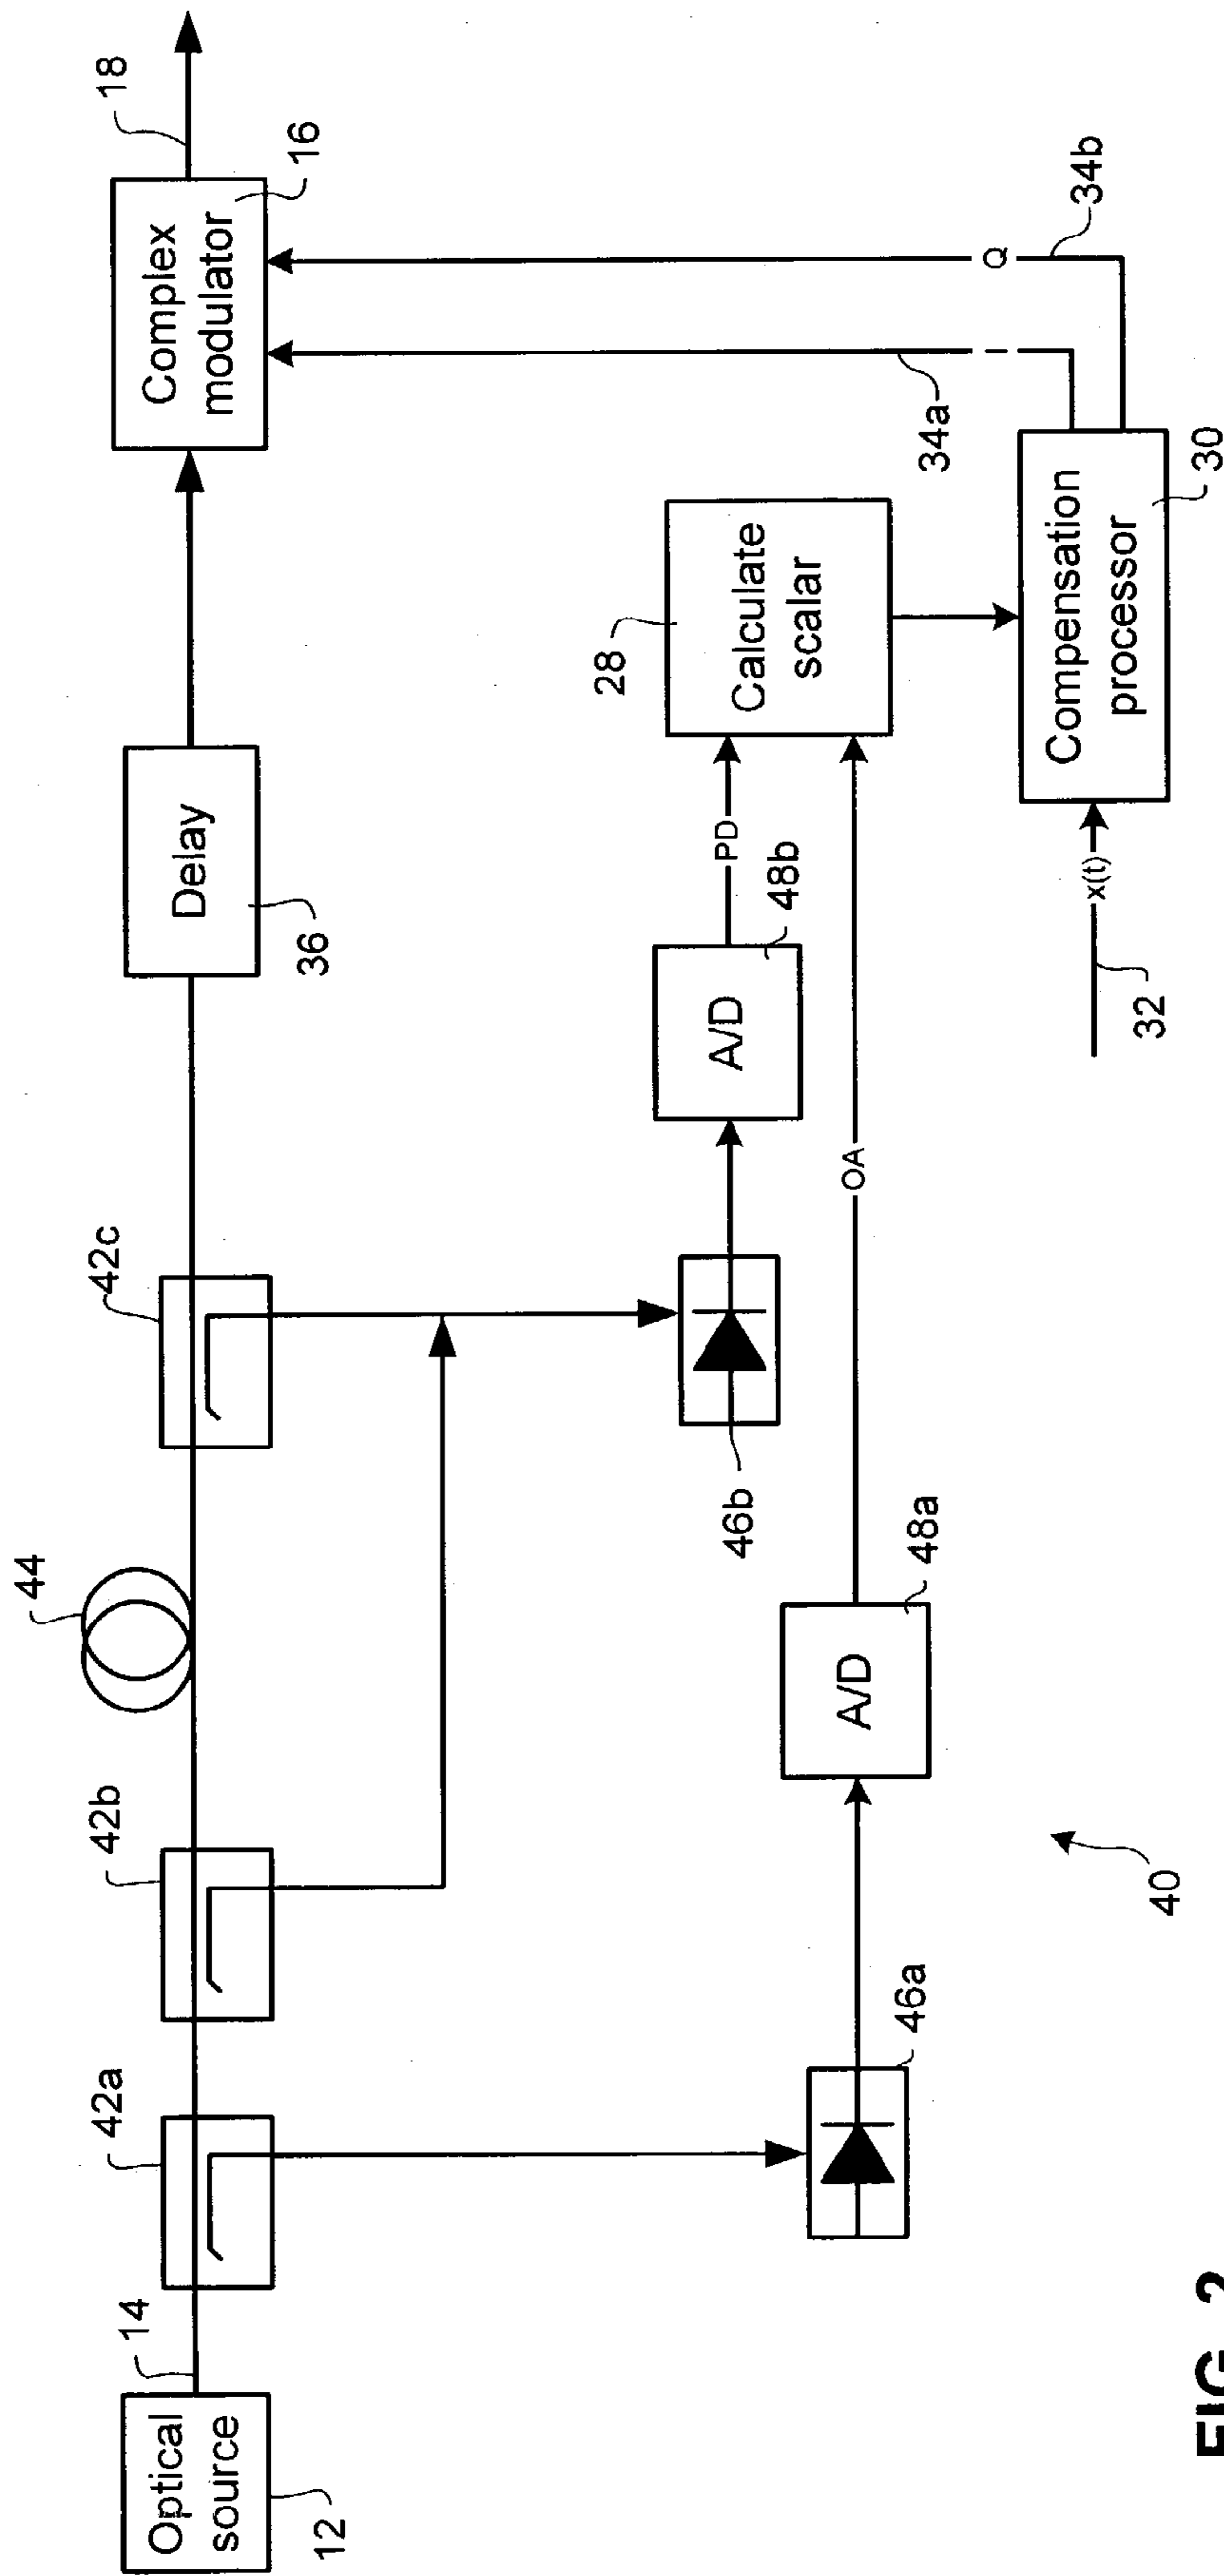 Optical
source
12
14
42a
42b
44
42c
Delay
36
Complex
modulator
16
18
46a
48a
A/D
OA
46b
A/D
48b
PD
28
Calculate
scalar
x(t)
32
Compensation
processor
30
34a
I
34b
Q
40
FIG. 2